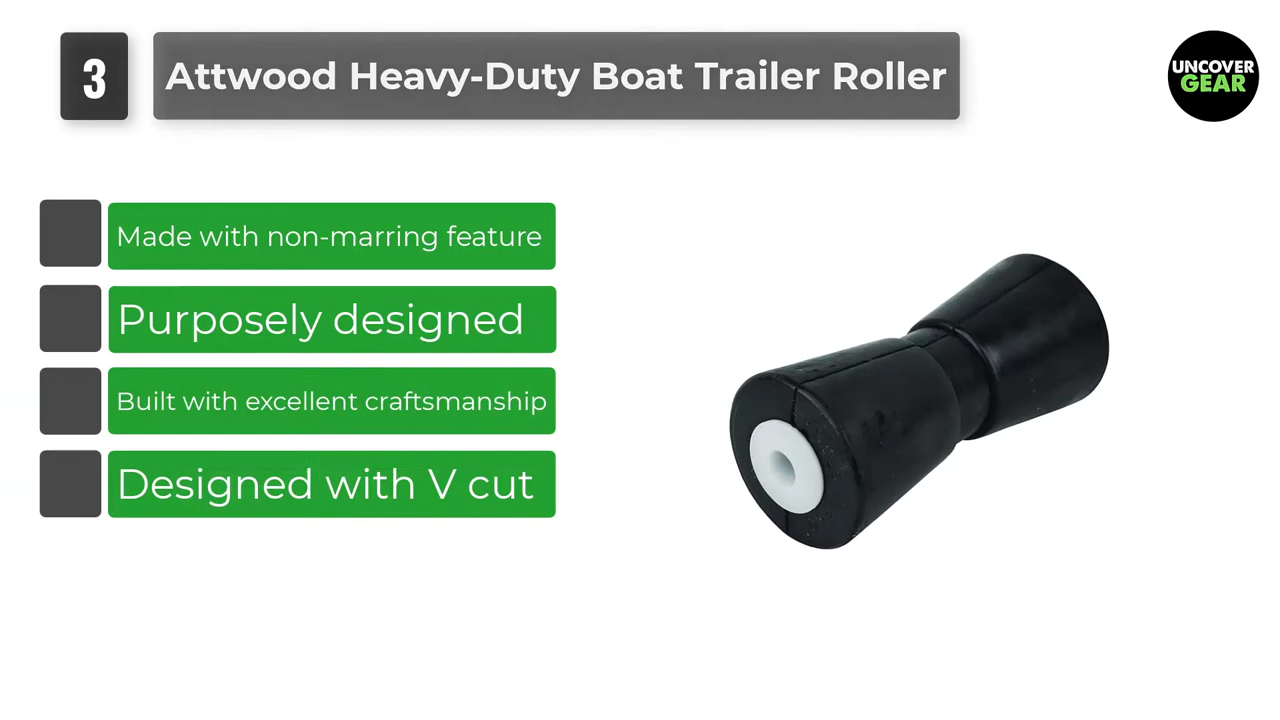 3
Attwood Heavy-Duty Boat Trailer Roller
UNCOVER
GEAR
Made with non-marring feature
Purposely designed
Built with excellent craftsmanship
Designed with V cut